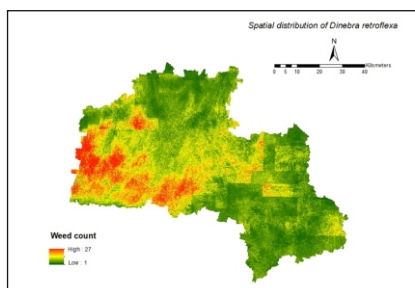 Spatial distribution of Dinebra retroflexa
N
0 5 10 20 30 40
Kilometers
Weed count
High : 27
Low : 1